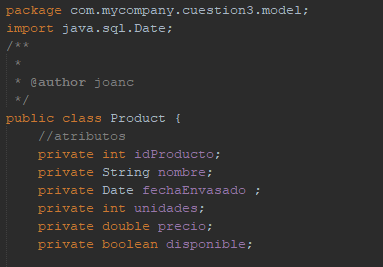 package com.mycompany.cuestion3.model;
import java.sql.Date;
/**
*
* @author joanc
*/
public class Product {
//atributos
private int idProducto;
private String nombre;
private Date fechaEnvasado ;
private int unidades;
private double precio;
private boolean disponible;